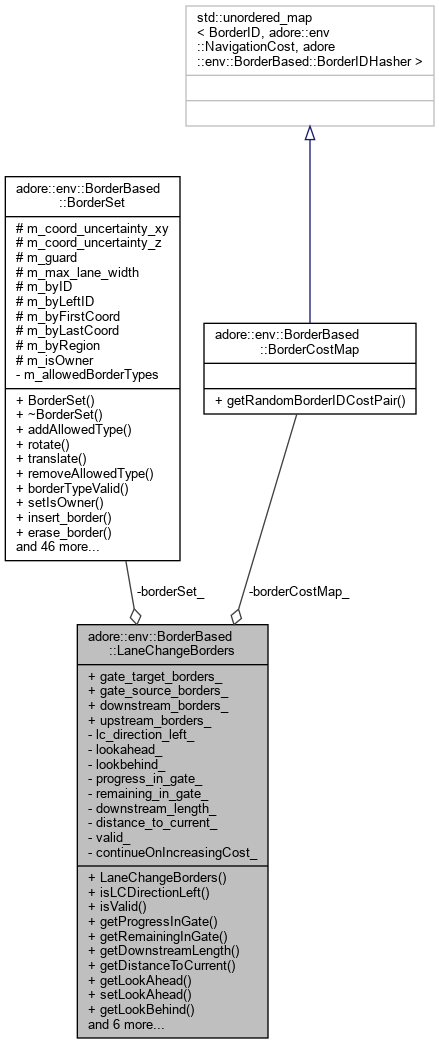 std::unordered_map
< BorderID, adore::env
::NavigationCost, adore
::env::BorderBased::BorderIDHasher >
adore::env::BorderBased
::BorderSet
# m_coord_uncertainty_xy
# m_coord_uncertainty_z
# m_guard
# m_max_lane_width
# m_byID
# m_byLeftID
# m_byFirstCoord
# m_byLastCoord
# m_byRegion
# m_isOwner
- m_allowedBorderTypes
+ BorderSet()
+ ~BorderSet()
+ addAllowedType()
+ rotate()
+ translate()
+ removeAllowedType()
+ borderTypeValid()
+ setIsOwner()
+ insert_border()
+ erase_border()
and 46 more...
adore::env::BorderBased
::BorderCostMap
+ getRandomBorderIDCostPair()
-borderSet_
-borderCostMap_
adore::env::BorderBased
::LaneChangeBorders
+ gate_target_borders_
+ gate_source_borders_
+ downstream_borders_
+ upstream_borders_
- lc_direction_left_
- lookahead_
- lookbehind_
- progress_in_gate_
- remaining_in_gate_
- downstream_length_
- distance_to_current_
- valid_
- continueOnIncreasingCost_
+ LaneChangeBorders()
+ isLCDirectionLeft()
+ isValid()
+ getProgressInGate()
+ getRemainingInGate()
+ getDownstreamLength()
+ getDistanceToCurrent()
+ getLookAhead()
+ setLookAhead()
+ getLookBehind()
and 6 more...